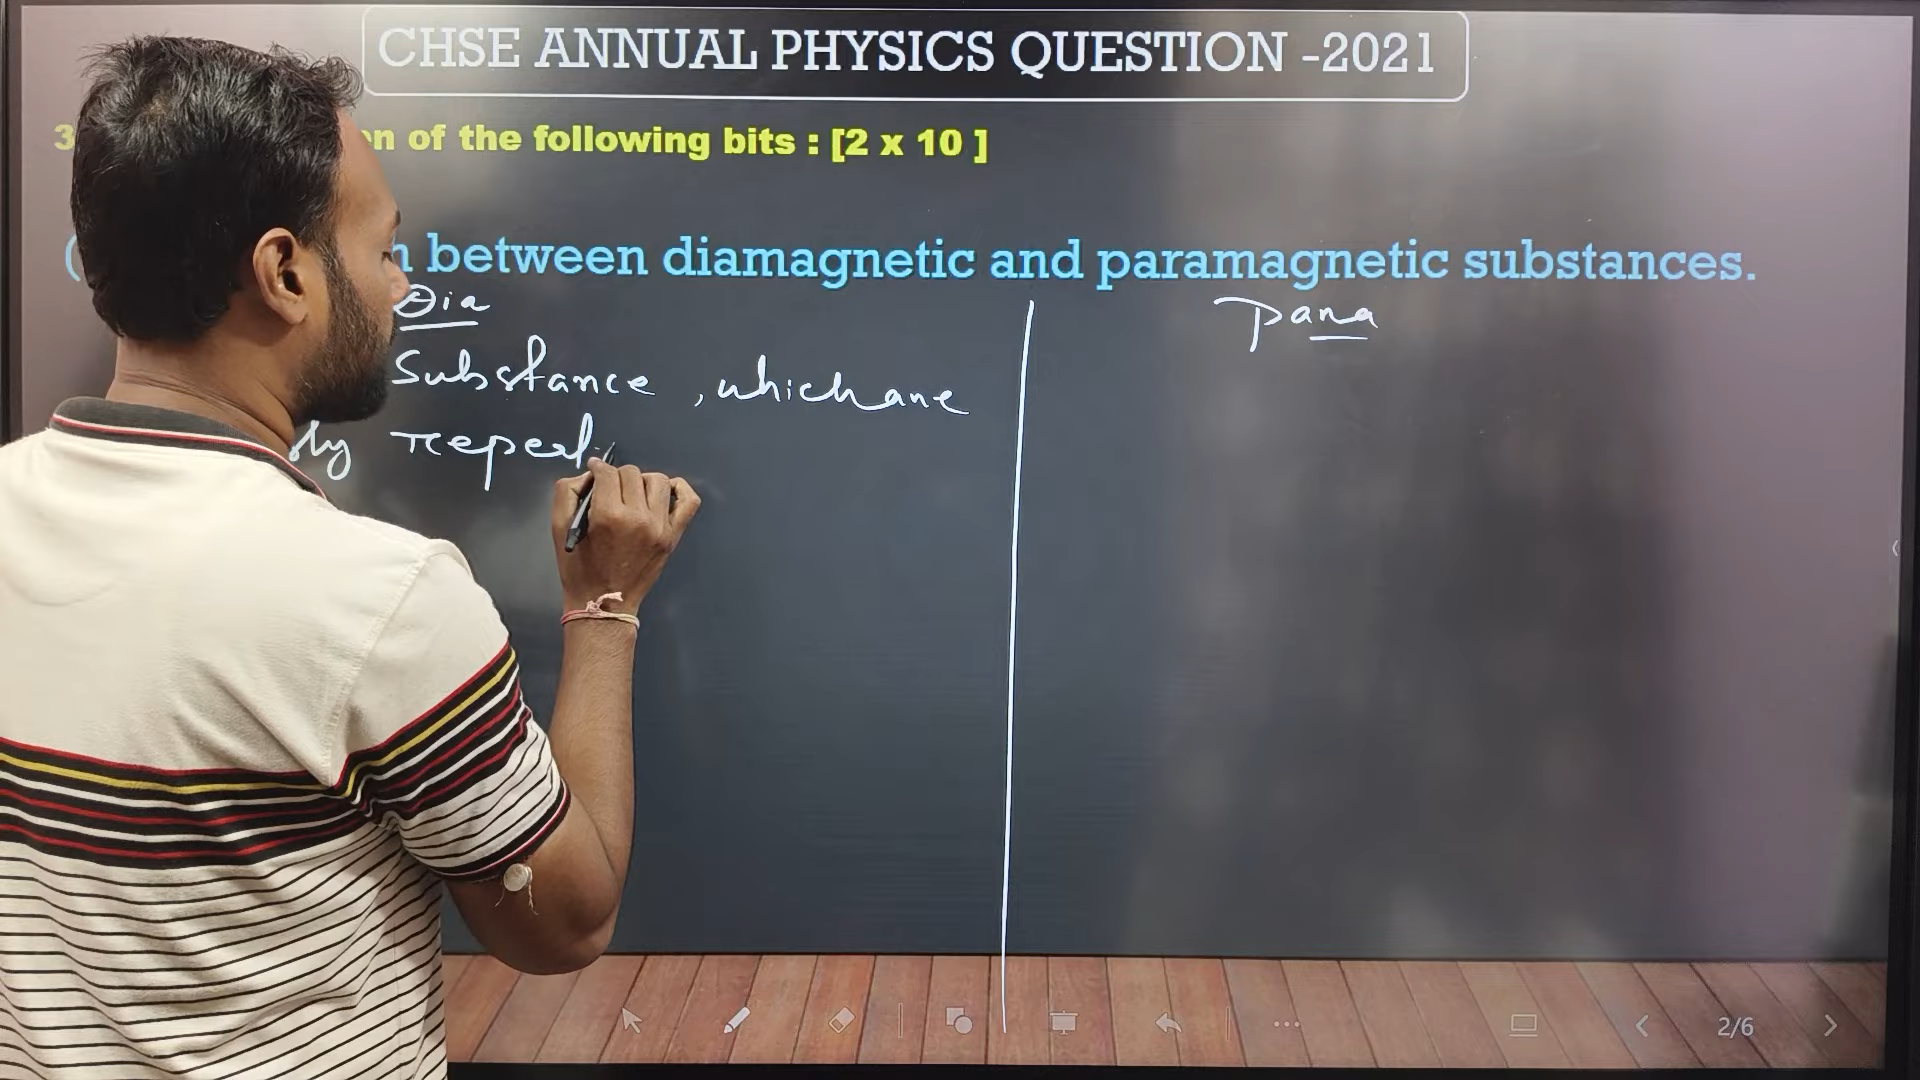 CHSE ANNUAL PHYSICS QUESTION -2021
3 of the following bits : [2 x 10 ]
( between diamagnetic and paramagnetic substances.
Dia
Para
Substance , which are
repel
2/6